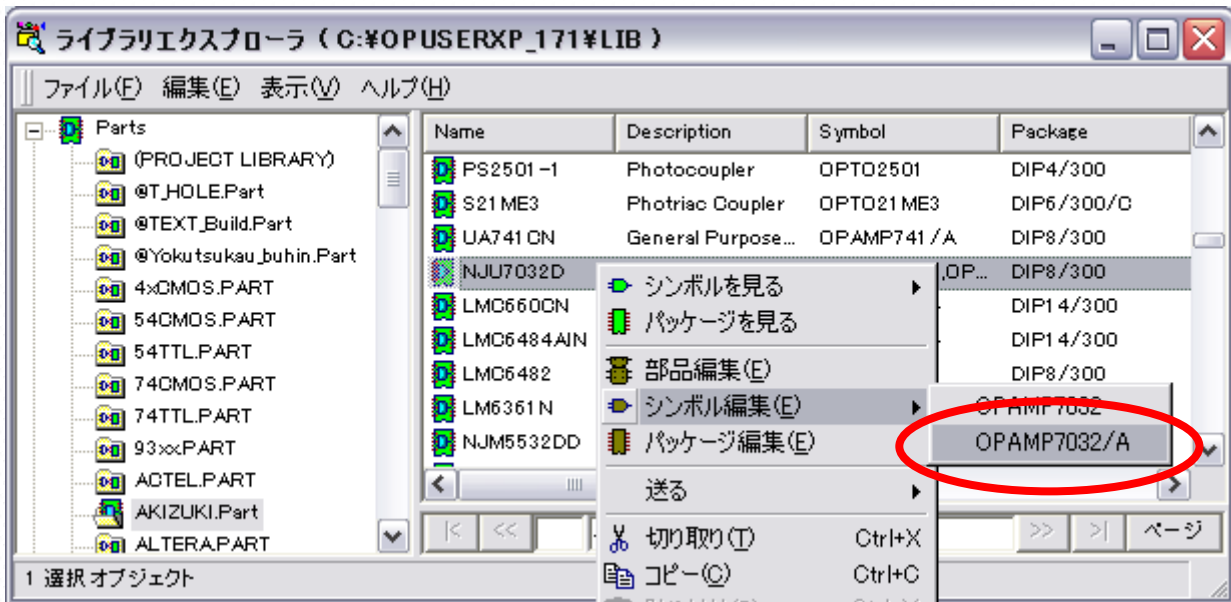 ライブラリエクスプローラ ( C:¥OPUSERXP_171¥LIB )
ファイル(F) 編集(E) 表示(V) ヘルプ(H)
Parts
(PROJECT LIBRARY)
@T_HOLE.Part
@TEXT_Build.Part
@Yokutsukau_buhin.Part
4xCMOS.PART
54CMOS.PART
54TTL.PART
74CMOS.PART
74TTL.PART
93xx.PART
ACTEL.PART
AKIZUKI.Part
ALTERA.PART
Name Description Symbol Package
PS2501-1 Photocoupler OPTO2501 DIP4/300
S21ME3 Photriac Coupler OPTO21ME3 DIP6/300/C
UA741CN General Purpose... OPAMP741/A DIP8/300
NJU7032D ,OP... DIP8/300
LMC660CN DIP14/300
LMC6484AIN DIP14/300
LMC6482 DIP8/300
LM6361N
NJM5532DD
シンボルを見る
パッケージを見る
部品編集(E)
シンボル編集(E)
パッケージ編集(E)
送る
切り取り(T) Ctrl+X
コピー(C) Ctrl+C
OPAMP7032
OPAMP7032/A
|< << >> >| ページ
1 選択オブジェクト